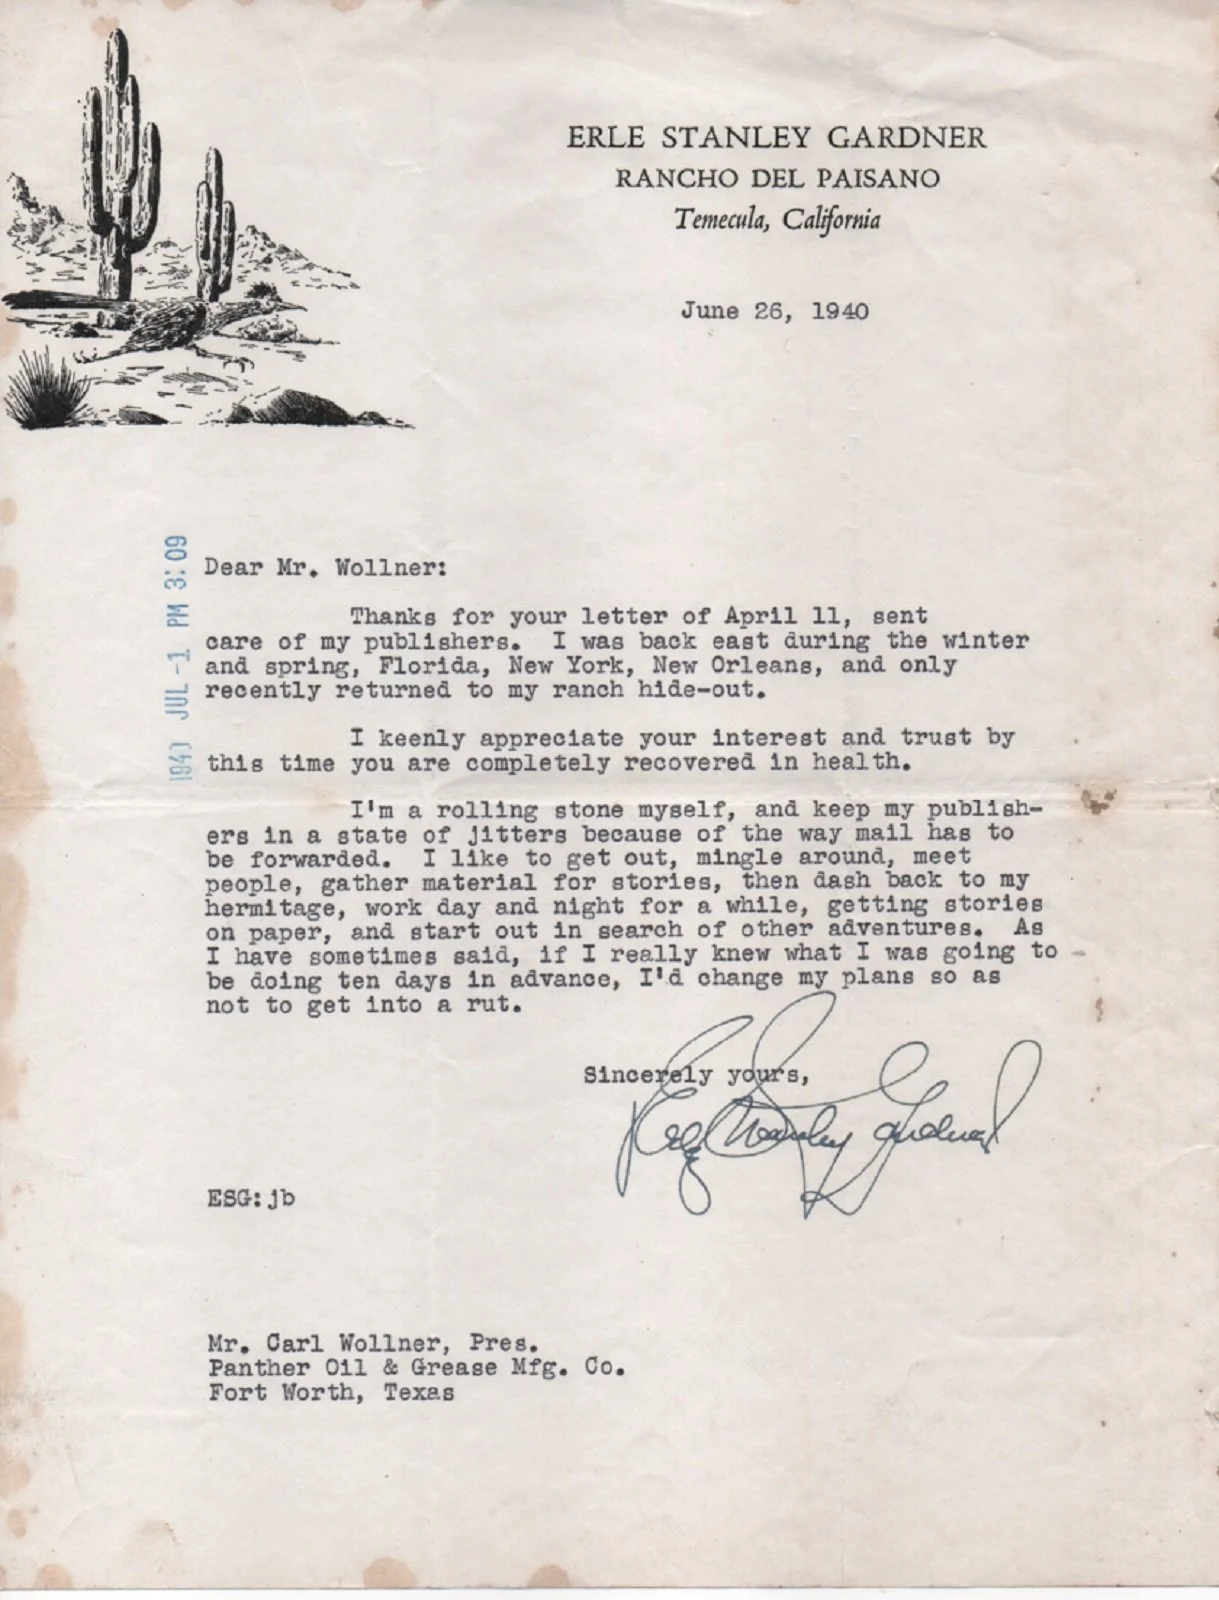 ERLE STANLEY GARDNER
RANCHO DEL PAISANO
Temecula, California
June 26, 1940
1940 JUL -1 PM 3:09
Dear Mr. Wollner:
Thanks for your letter of April 11, sent
care of my publishers. I was back east during the winter
and spring, Florida, New York, New Orleans, and only
recently returned to my ranch hide-out.
I keenly appreciate your interest and trust by
this time you are completely recovered in health.
I'm a rolling stone myself, and keep my publish-
ers in a state of jitters because of the way mail has to
be forwarded. I like to get out, mingle around, meet
people, gather material for stories, then dash back to my
hermitage, work day and night for a while, getting stories
on paper, and start out in search of other adventures. As
I have sometimes said, if I really knew what I was going to
be doing ten days in advance, I'd change my plans so as
not to get into a rut.
Sincerely yours,
Erle Stanley Gardner
ESG:jb
Mr. Carl Wollner, Pres.
Panther Oil & Grease Mfg. Co.
Fort Worth, Texas